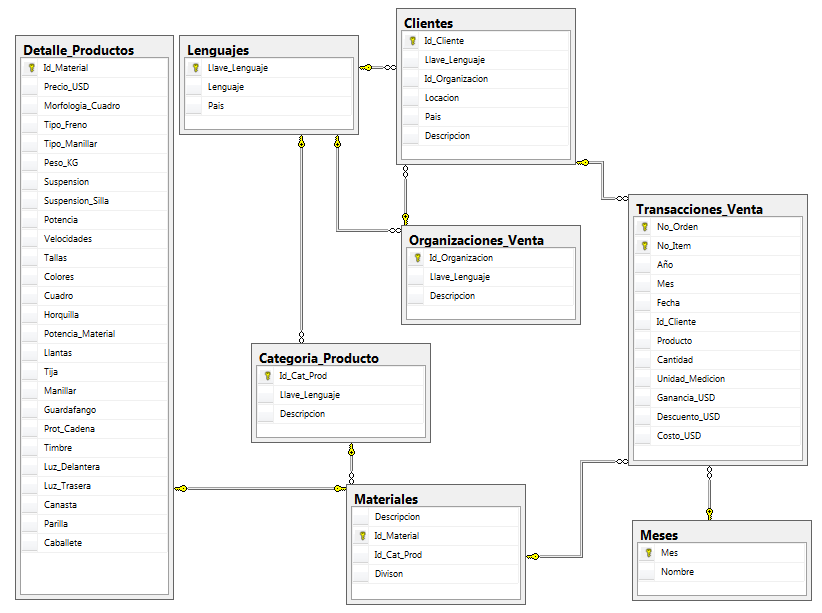 Detalle_Productos
Id_Material
Precio_USD
Morfologia_Cuadro
Tipo_Freno
Tipo_Manillar
Peso_KG
Suspension
Suspension_Silla
Potencia
Velocidades
Tallas
Colores
Cuadro
Horquilla
Potencia_Material
Llantas
Tija
Manillar
Guardafango
Prot_Cadena
Timbre
Luz_Delantera
Luz_Trasera
Canasta
Parilla
Caballete
Lenguajes
Llave_Lenguaje
Lenguaje
Pais
Clientes
Id_Cliente
Llave_Lenguaje
Id_Organizacion
Locacion
Pais
Descripcion
Organizaciones_Venta
Id_Organizacion
Llave_Lenguaje
Descripcion
Transacciones_Venta
No_Orden
No_Item
Año
Mes
Fecha
Id_Cliente
Producto
Cantidad
Unidad_Medicion
Ganancia_USD
Descuento_USD
Costo_USD
Categoria_Producto
Id_Cat_Prod
Llave_Lenguaje
Descripcion
Materiales
Descripcion
Id_Material
Id_Cat_Prod
Divison
Meses
Mes
Nombre